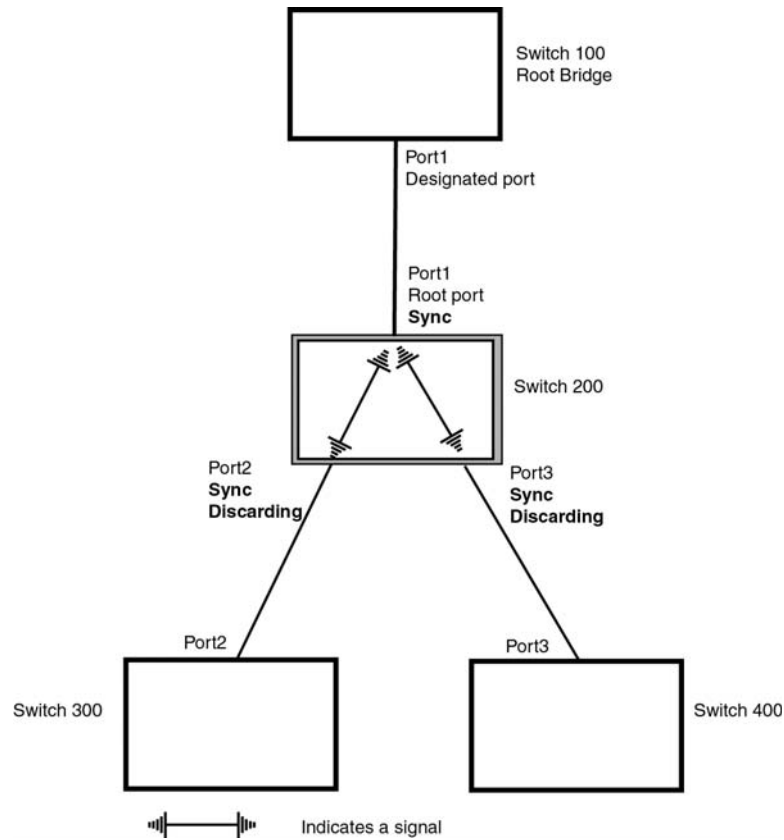 Switch 100
Root Bridge
Port1
Designated port
Port1
Root port
Sync
Switch 200
Port2
Sync
Discarding
Port3
Sync
Discarding
Port2
Port3
Switch 300
Switch 400
Indicates a signal